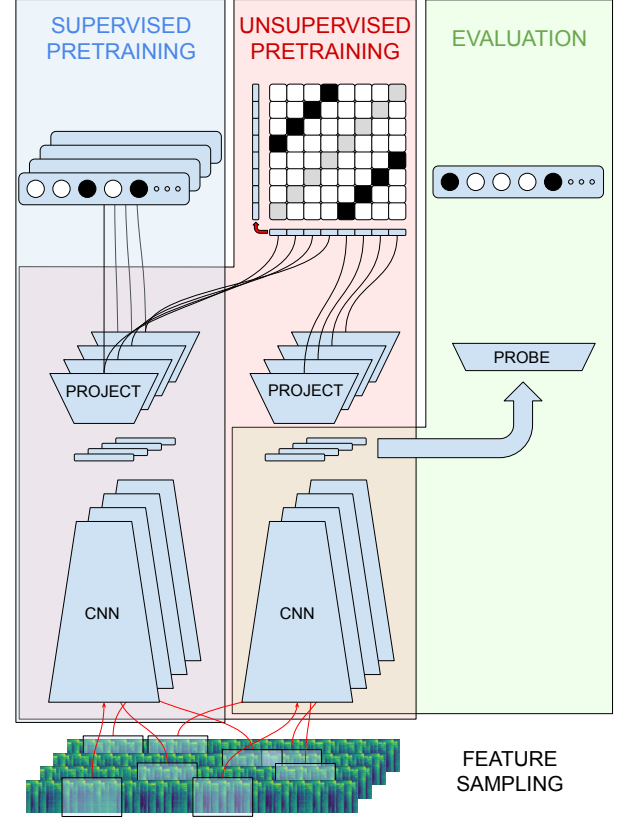 SUPERVISED
PRETRAINING
UNSUPERVISED
PRETRAINING
EVALUATION
PROJECT
PROJECT
PROBE
CNN
CNN
FEATURE
SAMPLING